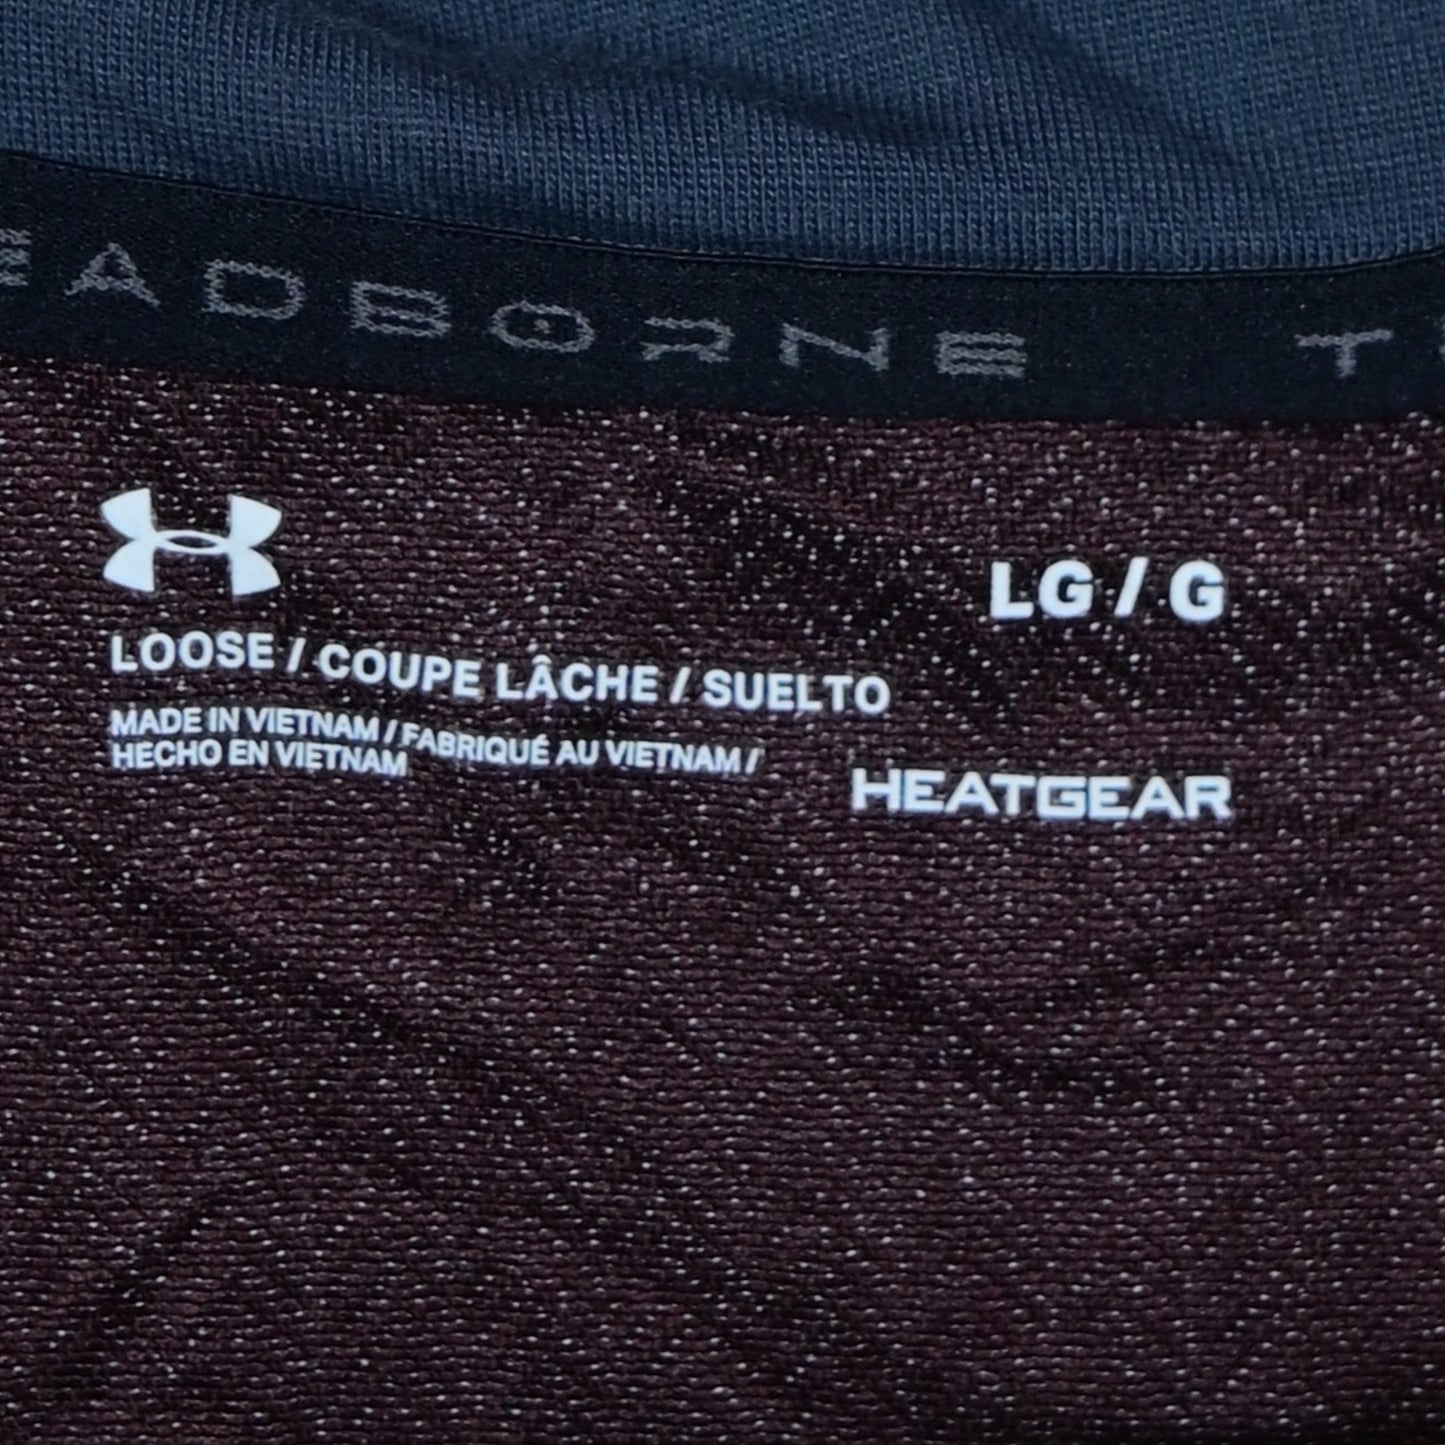 EADBORNE T
LG / G
LOOSE / COUPE LÂCHE / SUELTO
MADE IN VIETNAM / FABRIQUÉ AU VIETNAM /
HECHO EN VIETNAM
HEATGEAR